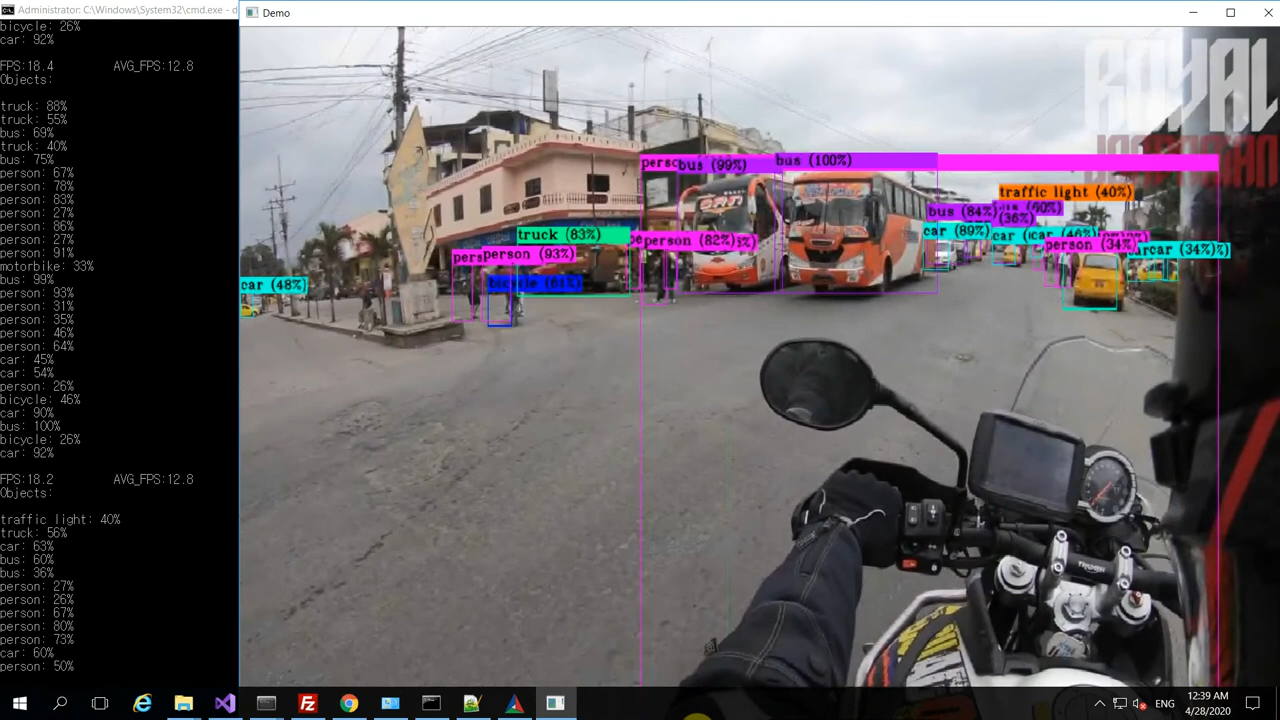 Administrator: C:\Windows\System32\cmd.exe - d
bicycle: 26%
car: 92%
FPS:18.4 AVG_FPS:12.8
Objects:
truck: 88%
truck: 55%
bus: 69%
truck: 40%
bus: 75%
person: 67%
person: 78%
person: 83%
person: 27%
person: 86%
person: 27%
person: 91%
motorbike: 33%
bus: 99%
person: 93%
person: 31%
person: 35%
person: 46%
person: 64%
car: 45%
car: 54%
person: 26%
bicycle: 46%
car: 90%
bus: 100%
bicycle: 26%
car: 92%
FPS:18.2 AVG_FPS:12.8
Objects:
traffic light: 40%
truck: 56%
car: 63%
bus: 60%
bus: 36%
person: 27%
person: 26%
person: 67%
person: 80%
person: 73%
car: 60%
person: 50%
Demo
ROYAL
JORDANIAN
bus (99%)
bus (100%)
traffic light (40%)
bus (84%)
(60%)
(36%)
truck (83%)
person (82%)
car (89%)
person (34%)
car (34%)
person (93%)
car (48%)
bicycle (61%)
TRIUMPH
ENG
12:39 AM
4/28/2020